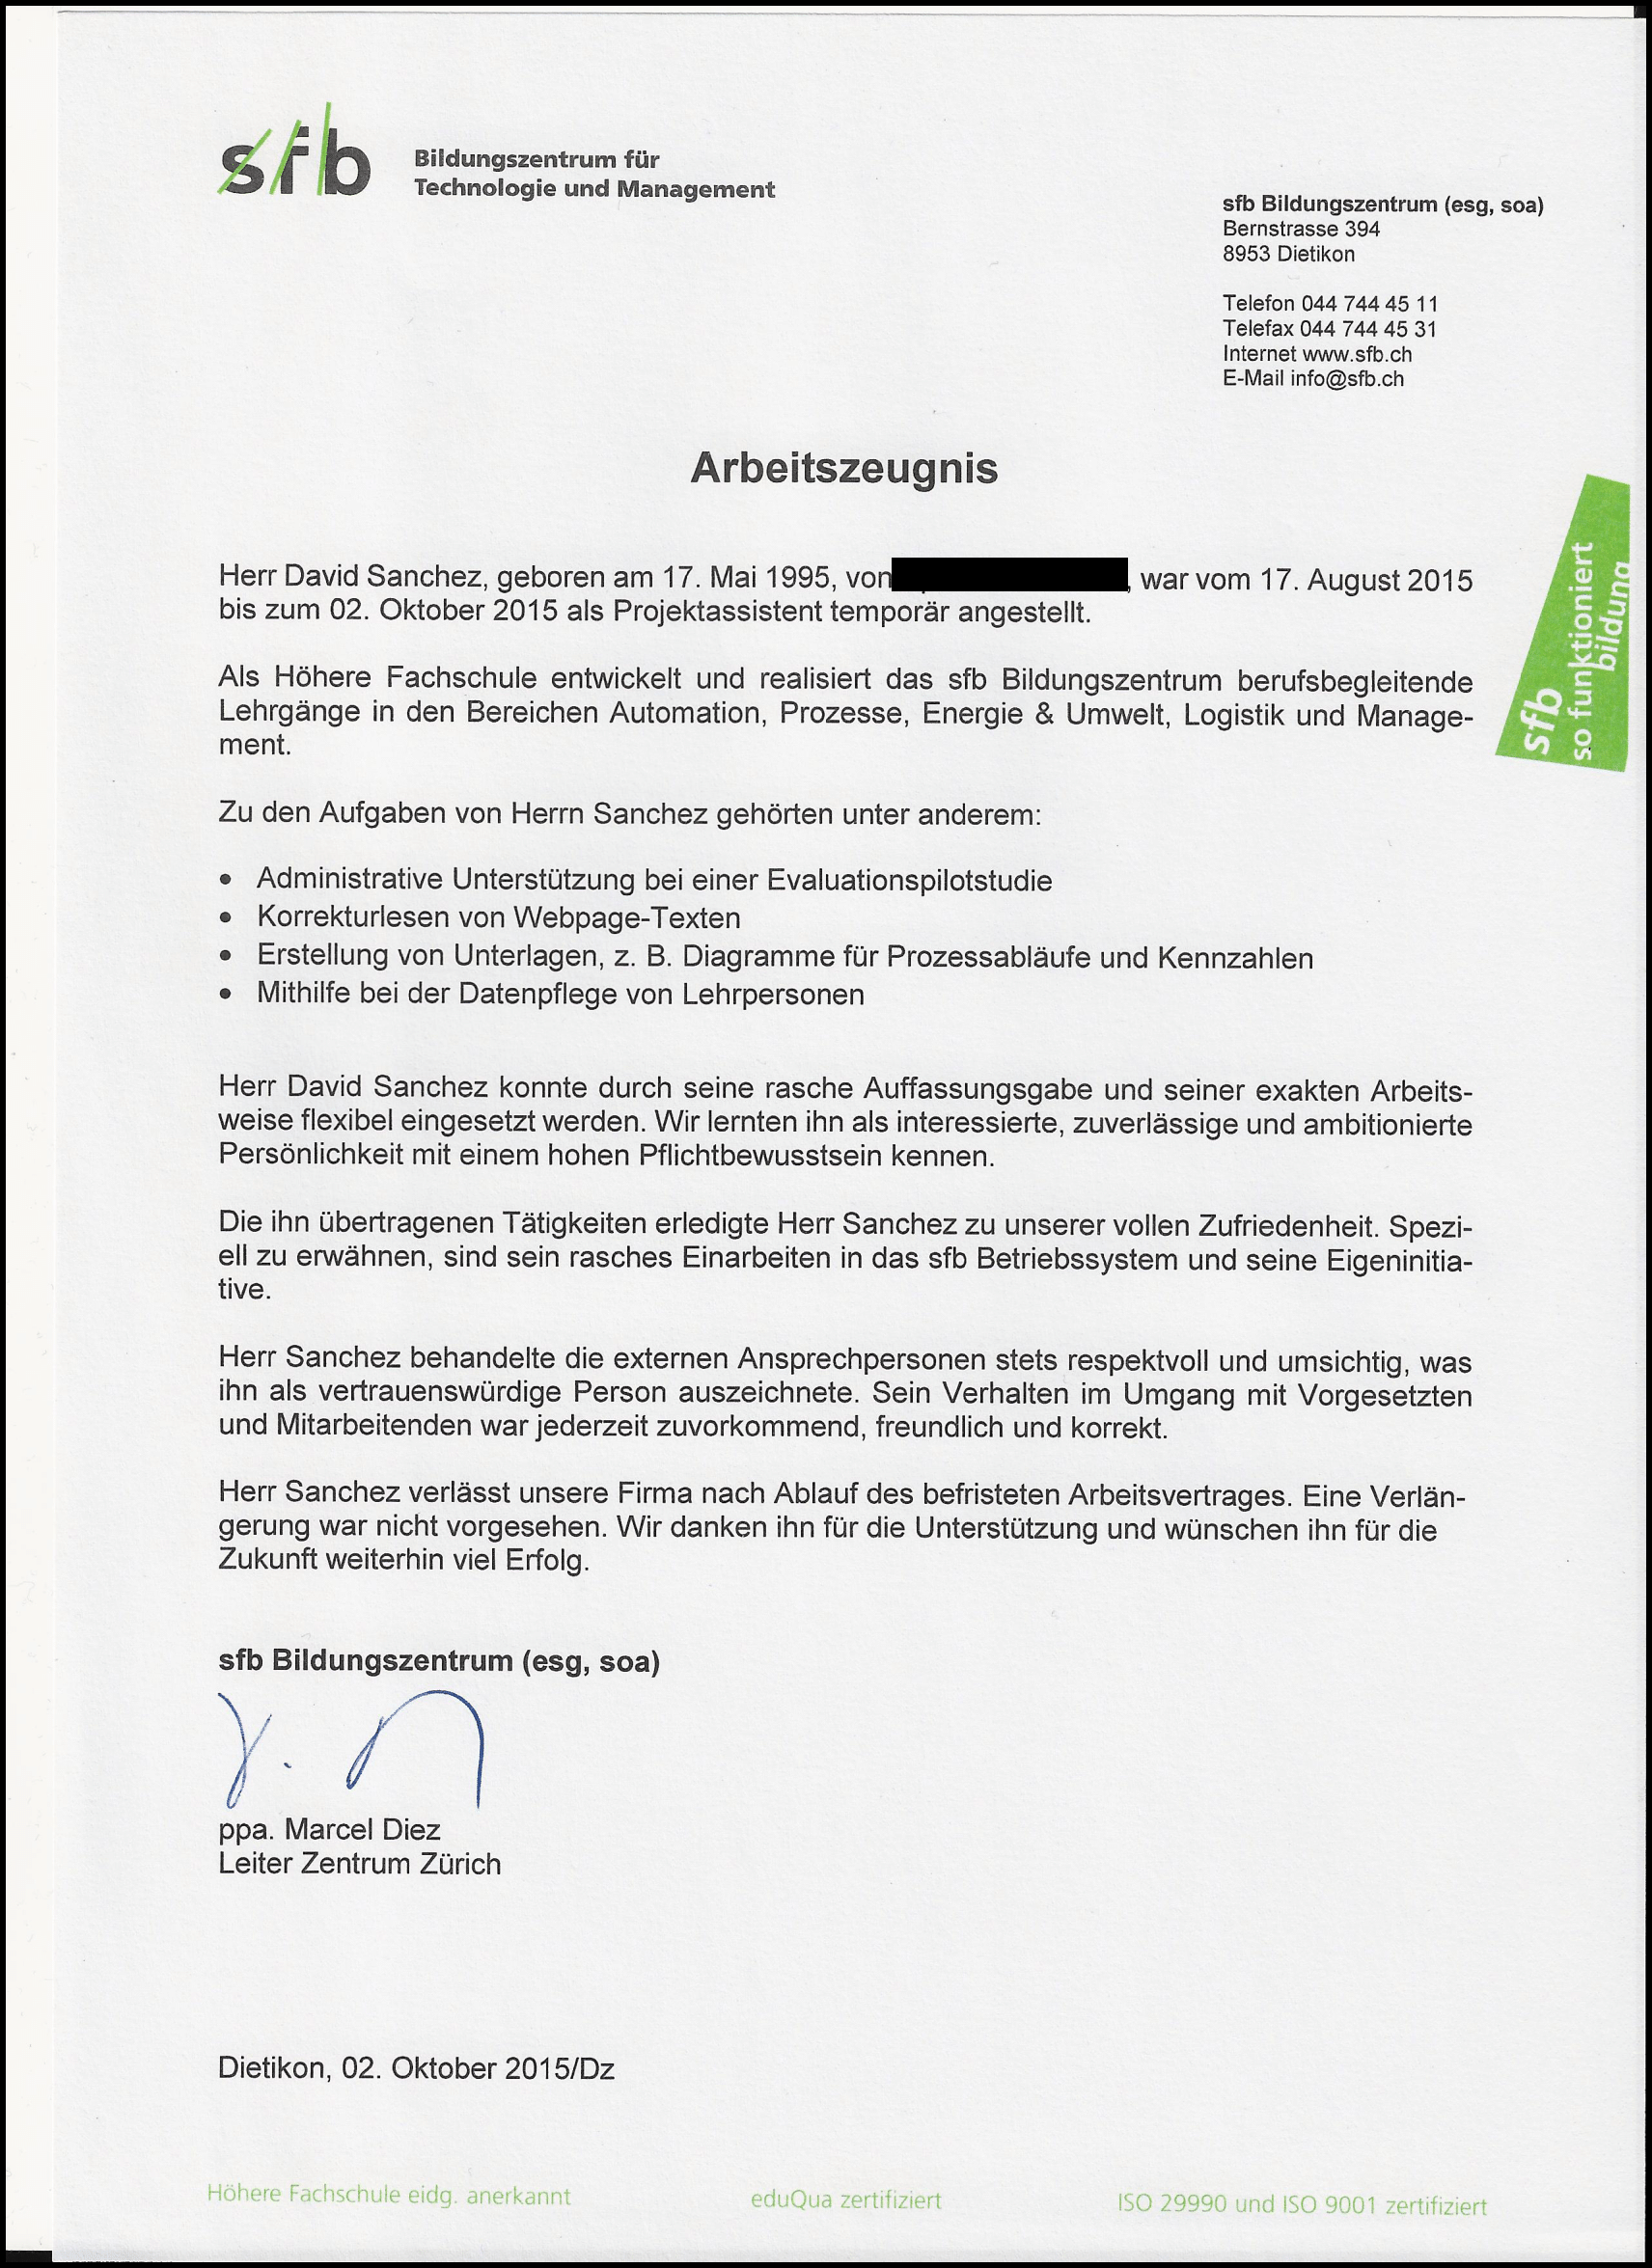 sfb
Bildungszentrum für
Technologie und Management
sfb Bildungszentrum (esg, soa)
Bernstrasse 394
8953 Dietikon
Telefon 044 744 45 11
Telefax 044 744 45 31
Internet www.sfb.ch
E-Mail info@sfb.ch
Arbeitszeugnis
sfb
so funktioniert
bildung
Herr David Sanchez, geboren am 17. Mai 1995, von , war vom 17. August 2015
bis zum 02. Oktober 2015 als Projektassistent temporär angestellt.
Als Höhere Fachschule entwickelt und realisiert das sfb Bildungszentrum berufsbegleitende
Lehrgänge in den Bereichen Automation, Prozesse, Energie & Umwelt, Logistik und Manage-
ment.
Zu den Aufgaben von Herrn Sanchez gehörten unter anderem:
• Administrative Unterstützung bei einer Evaluationspilotstudie
• Korrekturlesen von Webpage-Texten
• Erstellung von Unterlagen, z. B. Diagramme für Prozessabläufe und Kennzahlen
• Mithilfe bei der Datenpflege von Lehrpersonen
Herr David Sanchez konnte durch seine rasche Auffassungsgabe und seiner exakten Arbeits-
weise flexibel eingesetzt werden. Wir lernten ihn als interessierte, zuverlässige und ambitionierte
Persönlichkeit mit einem hohen Pflichtbewusstsein kennen.
Die ihn übertragenen Tätigkeiten erledigte Herr Sanchez zu unserer vollen Zufriedenheit. Spezi-
ell zu erwähnen, sind sein rasches Einarbeiten in das sfb Betriebssystem und seine Eigeninitia-
tive.
Herr Sanchez behandelte die externen Ansprechpersonen stets respektvoll und umsichtig, was
ihn als vertrauenswürdige Person auszeichnete. Sein Verhalten im Umgang mit Vorgesetzten
und Mitarbeitenden war jederzeit zuvorkommend, freundlich und korrekt.
Herr Sanchez verlässt unsere Firma nach Ablauf des befristeten Arbeitsvertrages. Eine Verlän-
gerung war nicht vorgesehen. Wir danken ihn für die Unterstützung und wünschen ihn für die
Zukunft weiterhin viel Erfolg.
sfb Bildungszentrum (esg, soa)
ppa. Marcel Diez
Leiter Zentrum Zürich
Dietikon, 02. Oktober 2015/Dz
Höhere Fachschule eidg. anerkannt
eduQua zertifiziert
ISO 29990 und ISO 9001 zertifiziert